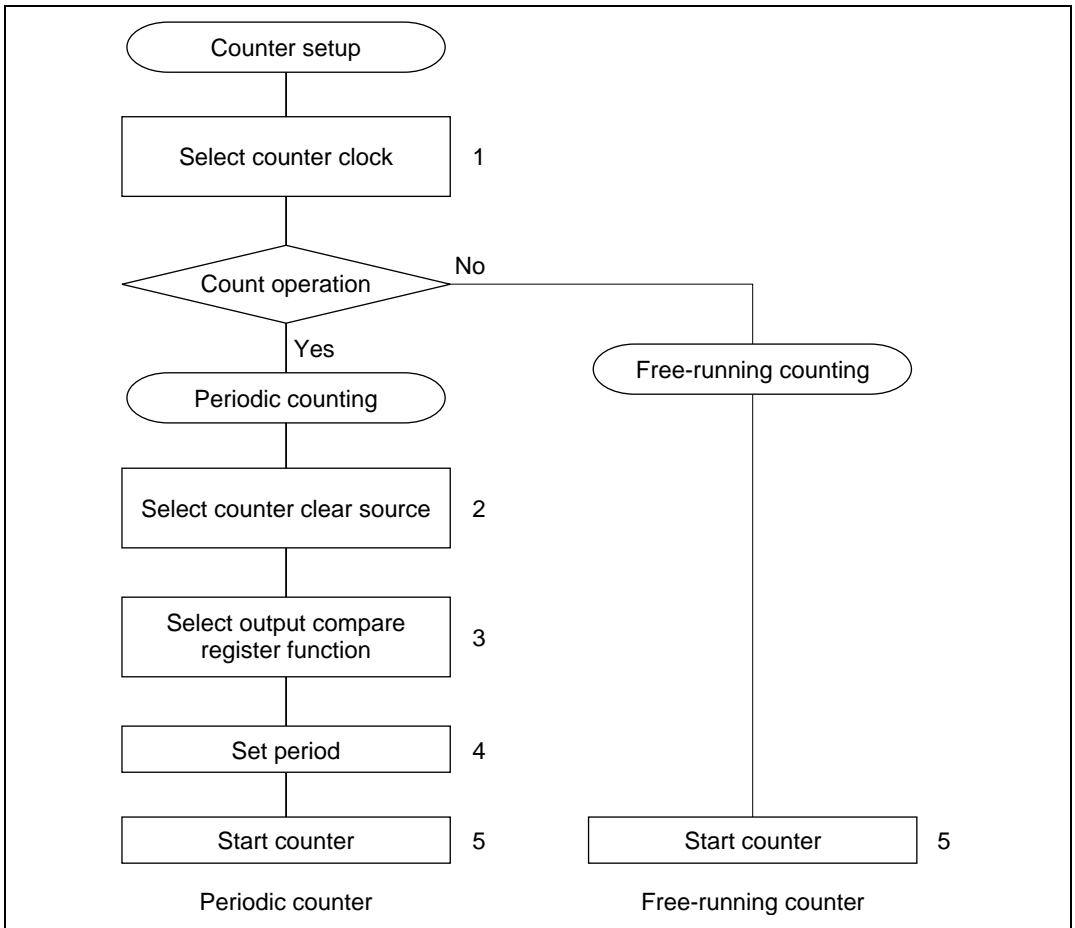 Counter setup
Select counter clock
1
Count operation
No
Yes
Free-running counting
Periodic counting
Select counter clear source
2
Select output compare
register function
3
Set period
4
Start counter
5
Start counter
5
Periodic counter
Free-running counter